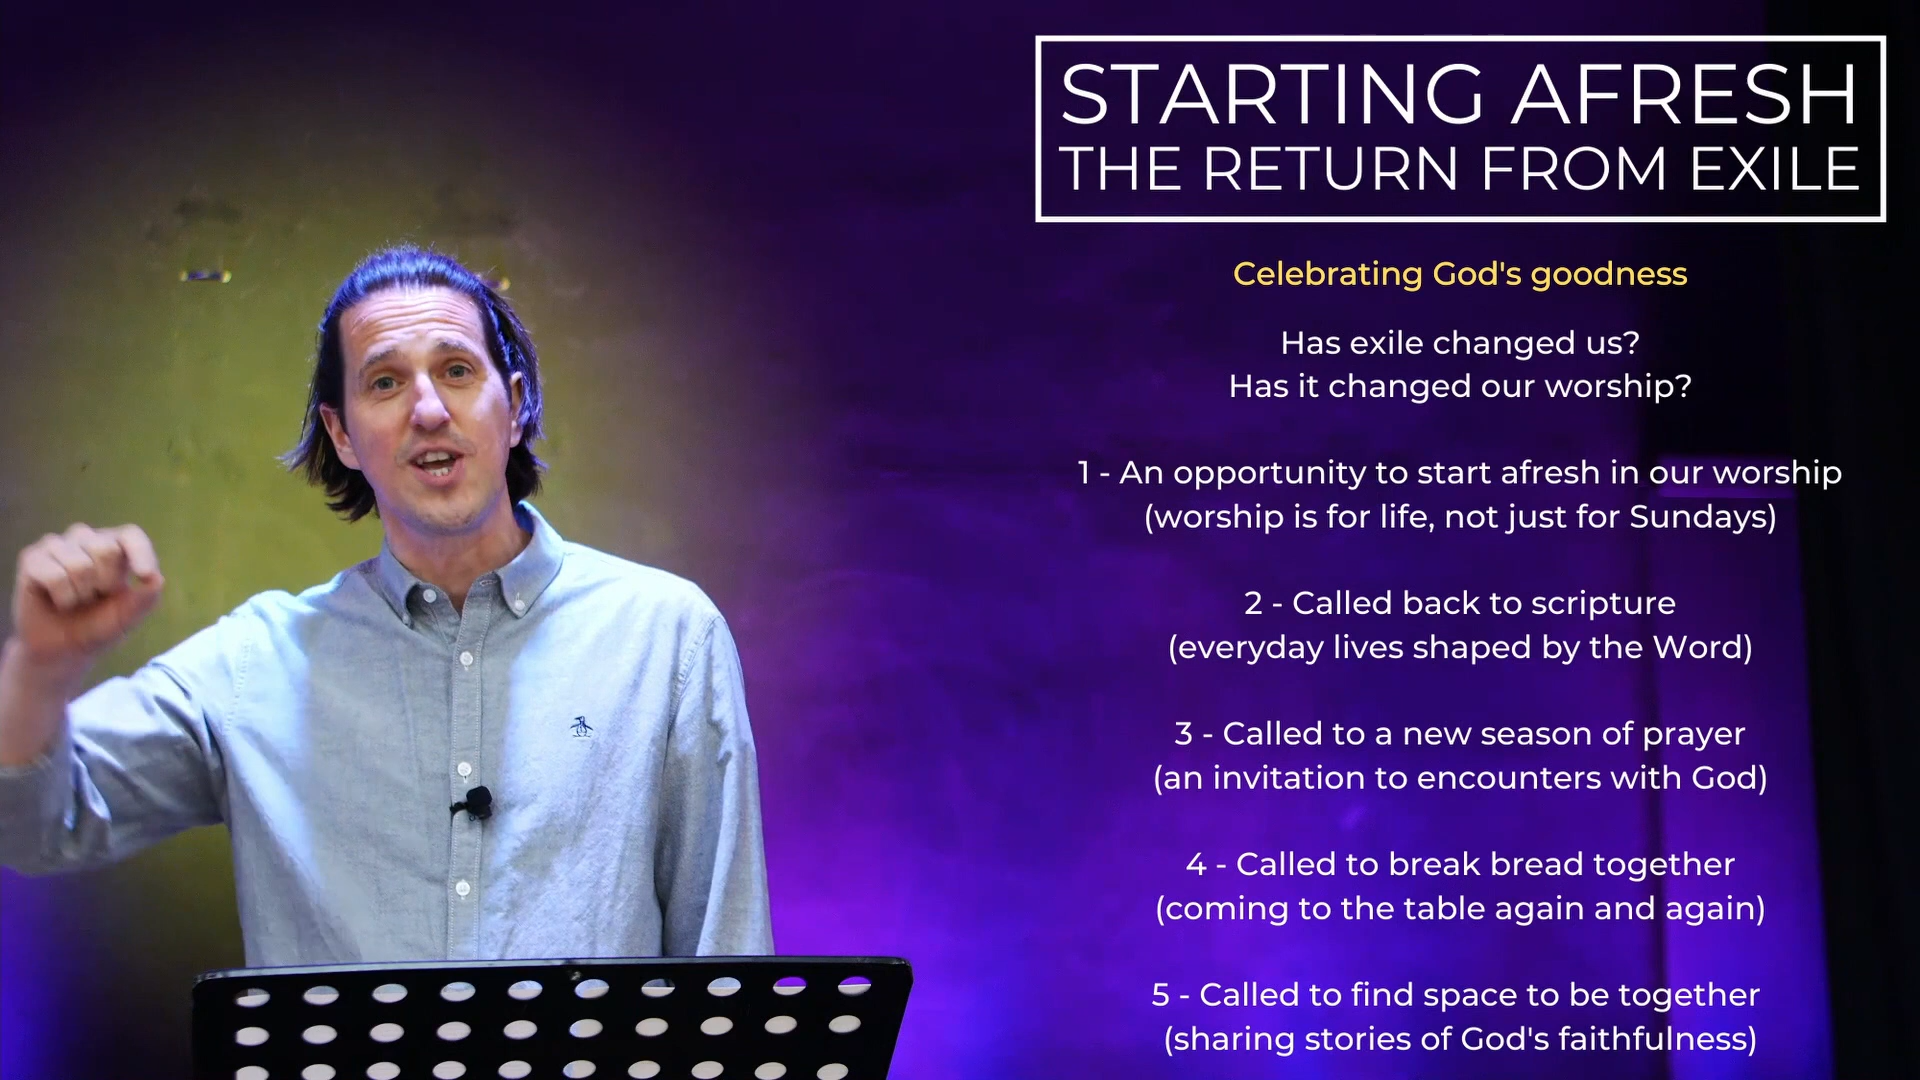 STARTING AFRESH
THE RETURN FROM EXILE
Celebrating God's goodness
Has exile changed us?
Has it changed our worship?
1 - An opportunity to start afresh in our worship
(worship is for life, not just for Sundays)
2 - Called back to scripture
(everyday lives shaped by the Word)
3 - Called to a new season of prayer
(an invitation to encounters with God)
4 - Called to break bread together
(coming to the table again and again)
5 - Called to find space to be together
(sharing stories of God's faithfulness)